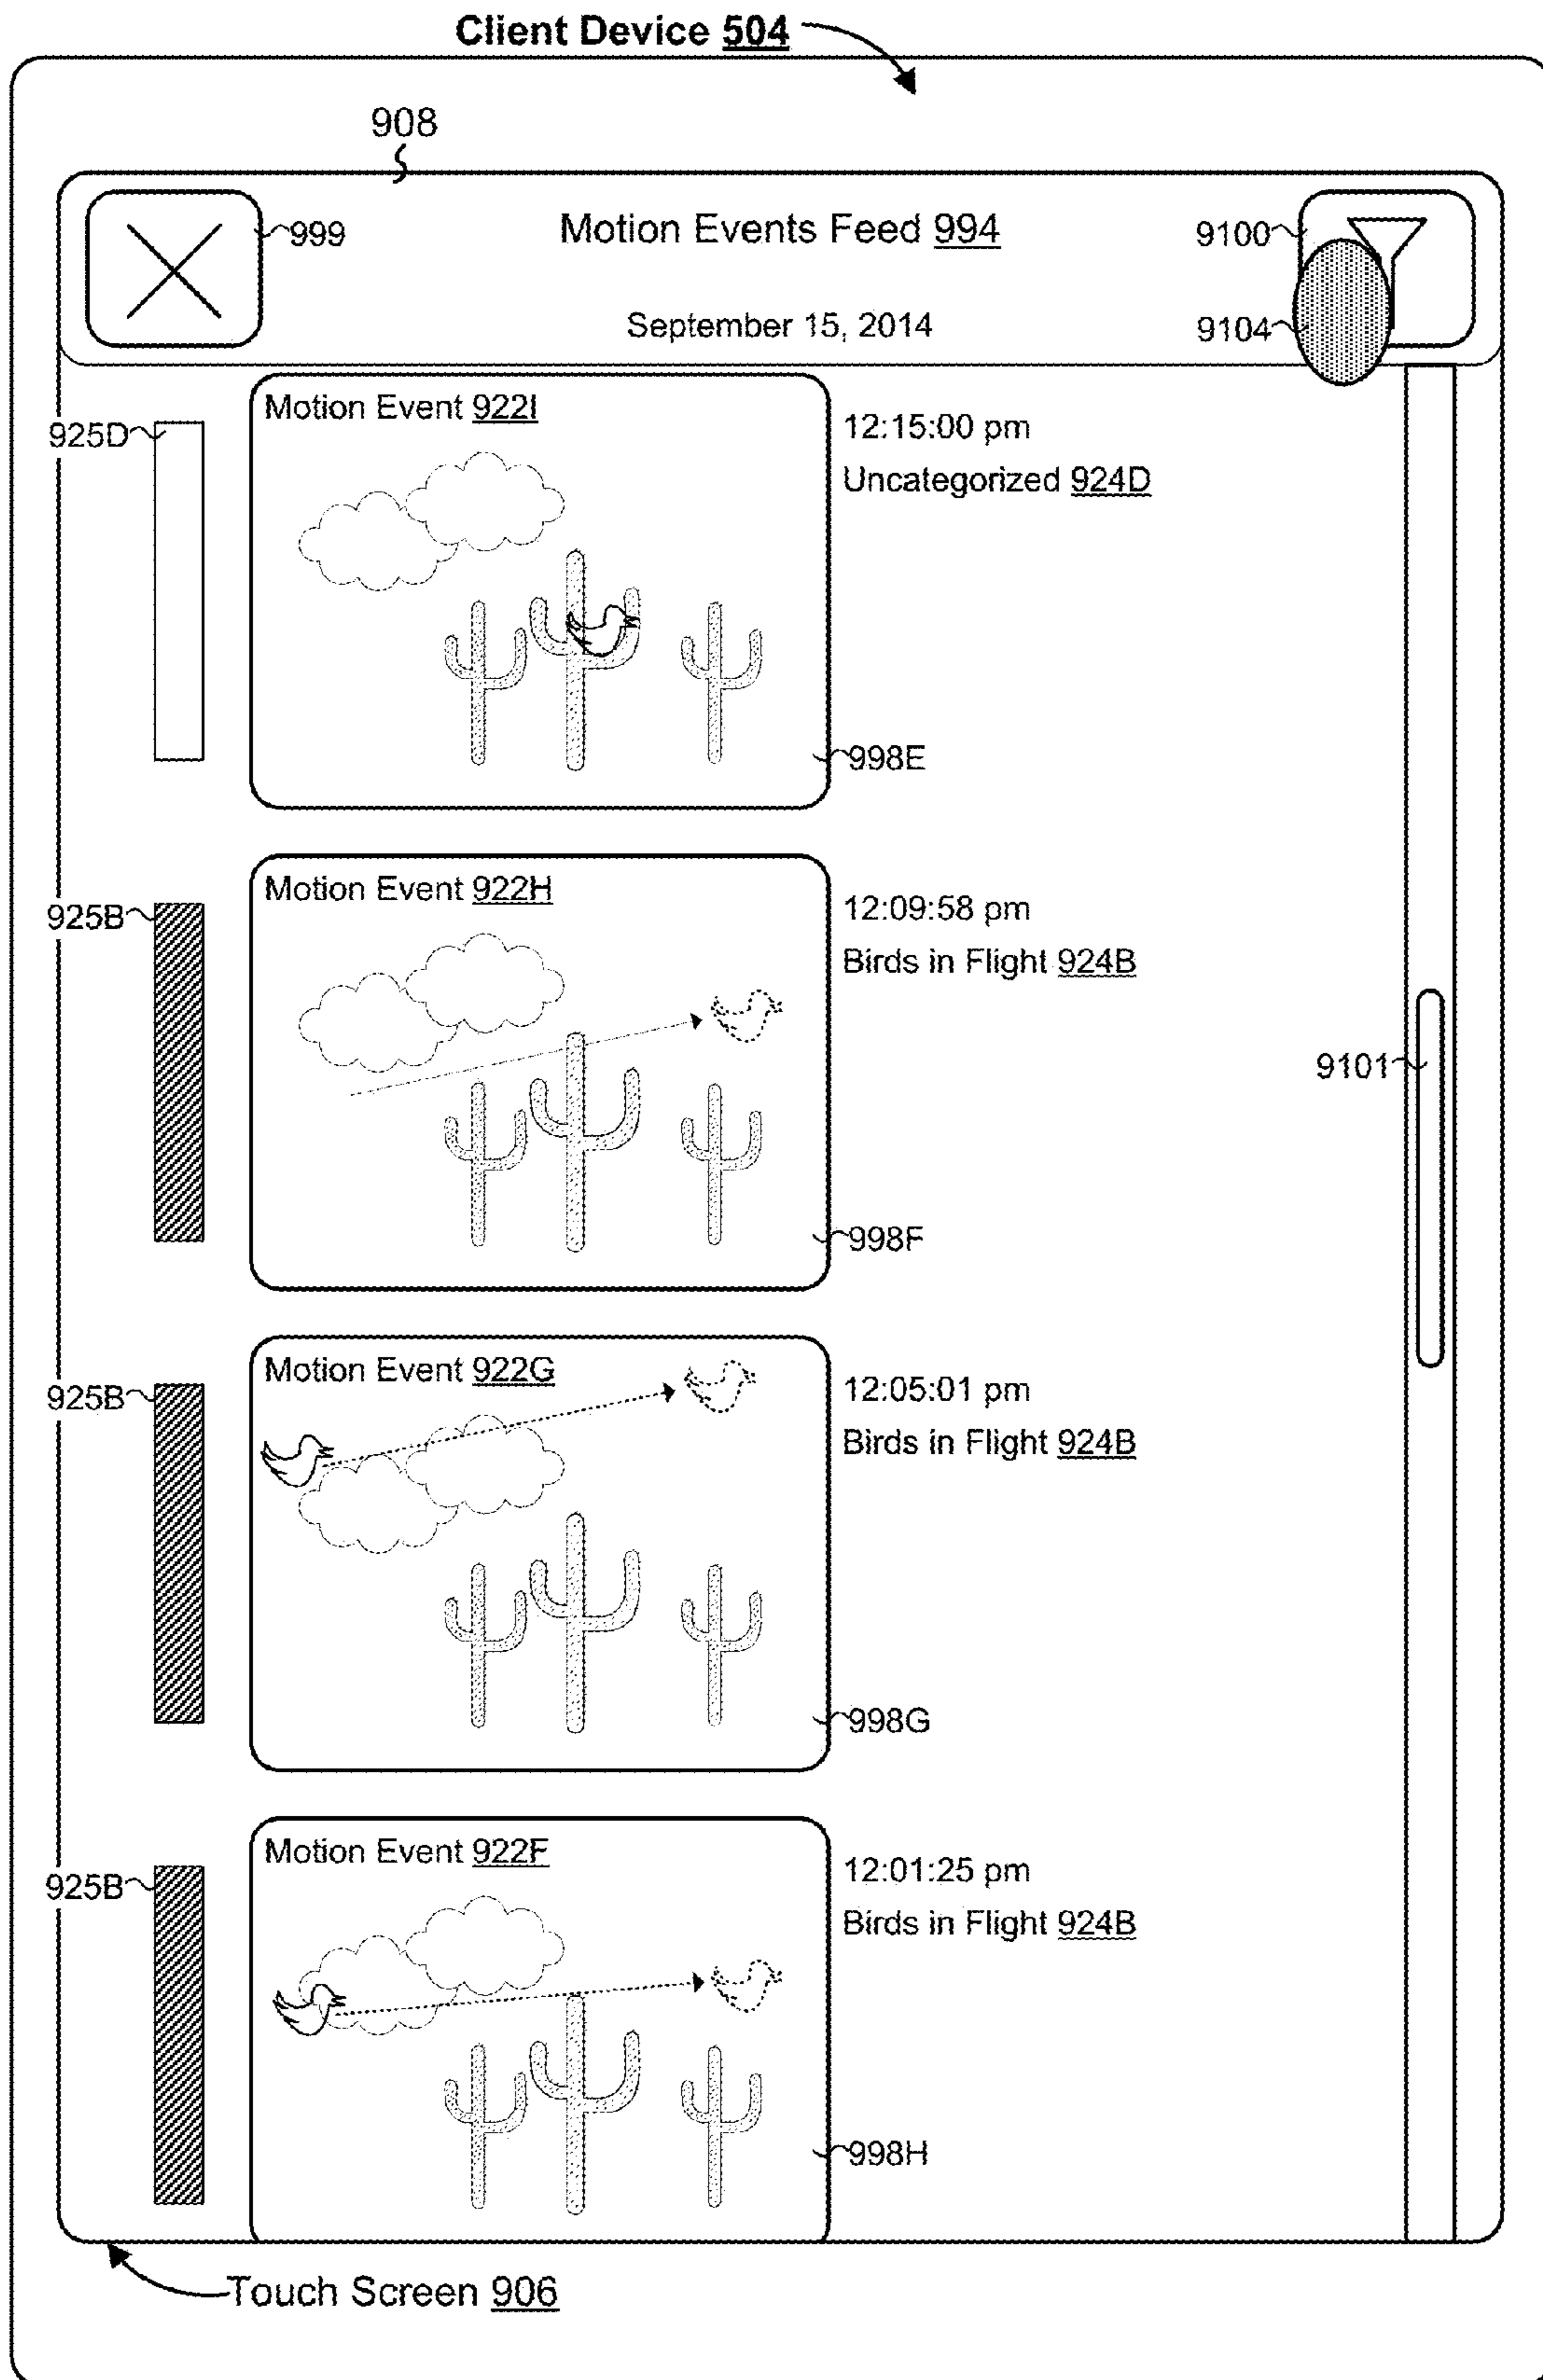 Client Device 504
908
999
Motion Events Feed 994
9100
September 15, 2014
9104
925D
Motion Event 922I
12:15:00 pm
Uncategorized 924D
998E
925B
Motion Event 922H
12:09:58 pm
Birds in Flight 924B
9101
998F
925B
Motion Event 922G
12:05:01 pm
Birds in Flight 924B
998G
925B
Motion Event 922F
12:01:25 pm
Birds in Flight 924B
998H
Touch Screen 906